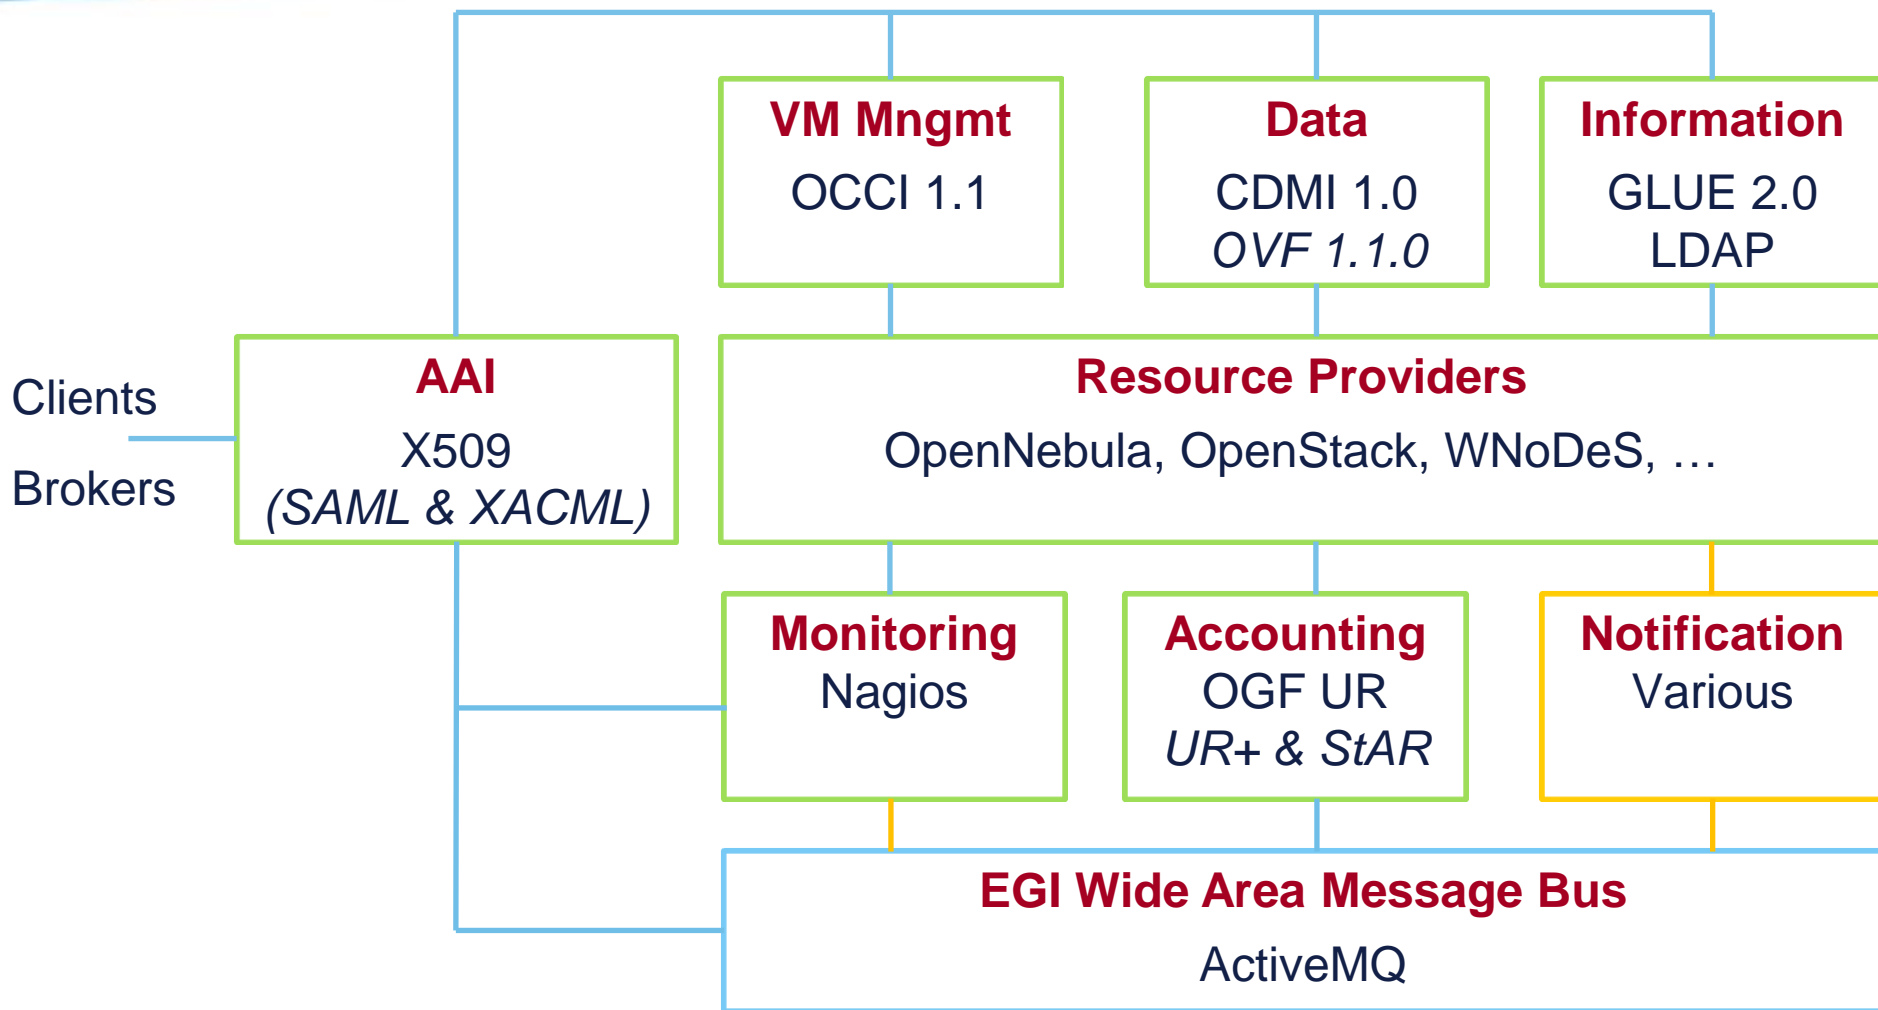 VM Mngmt
OCCI 1.1
Data
CDMI 1.0
OVF 1.1.0
Information
GLUE 2.0
LDAP
Clients
Brokers
AAI
X509
(SAML & XACML)
Resource Providers
OpenNebula, OpenStack, WNoDeS, …
Monitoring
Nagios
Accounting
OGF UR
UR+ & StAR
Notification
Various
EGI Wide Area Message Bus
ActiveMQ